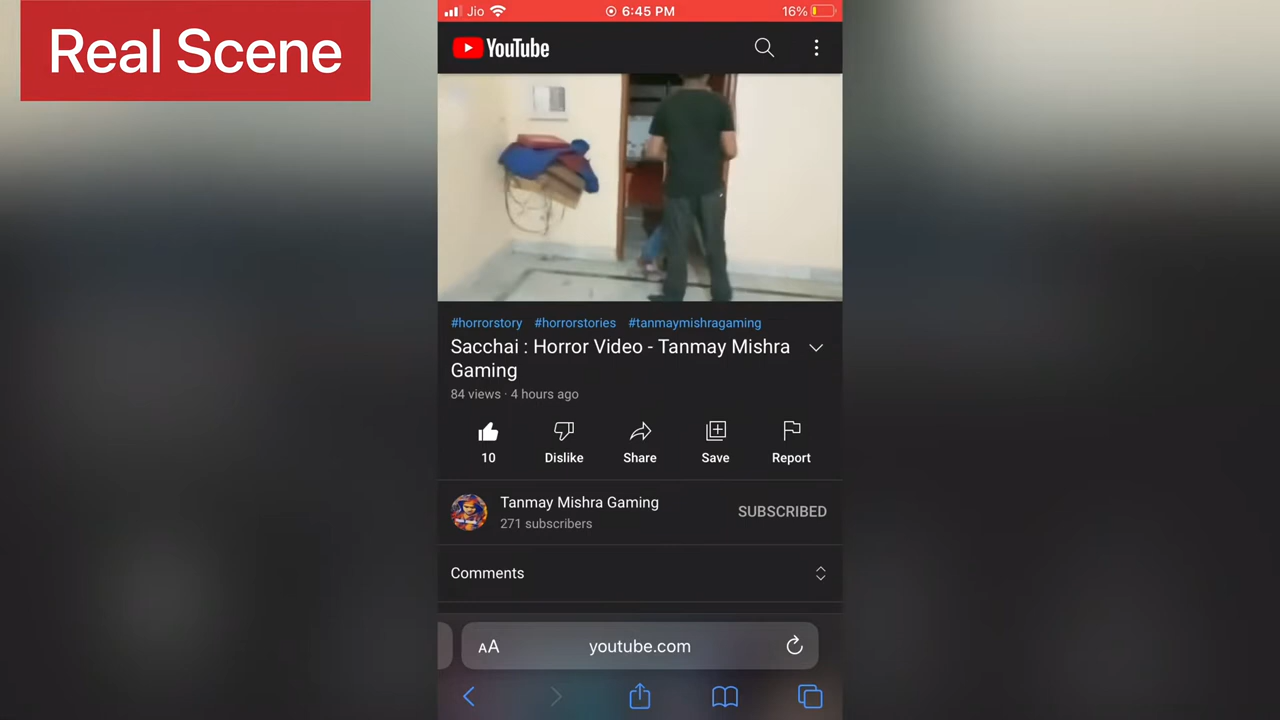 Real Scene
Jio
6:45 PM
16%
YouTube
#horrorstory #horrorstories #tanmaymishragaming
Sacchai : Horror Video - Tanmay Mishra
Gaming
84 views · 4 hours ago
10
Dislike
Share
Save
Report
Tanmay Mishra Gaming
271 subscribers
SUBSCRIBED
Comments
AA
youtube.com